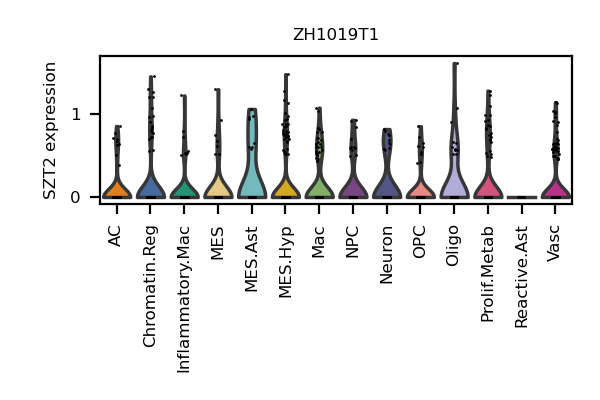 ZH1019T1
SZT2 expression
1
0
AC
Chromatin.Reg
Inflammatory.Mac
MES
MES.Ast
MES.Hyp
Mac
NPC
Neuron
OPC
Oligo
Prolif.Metab
Reactive.Ast
Vasc